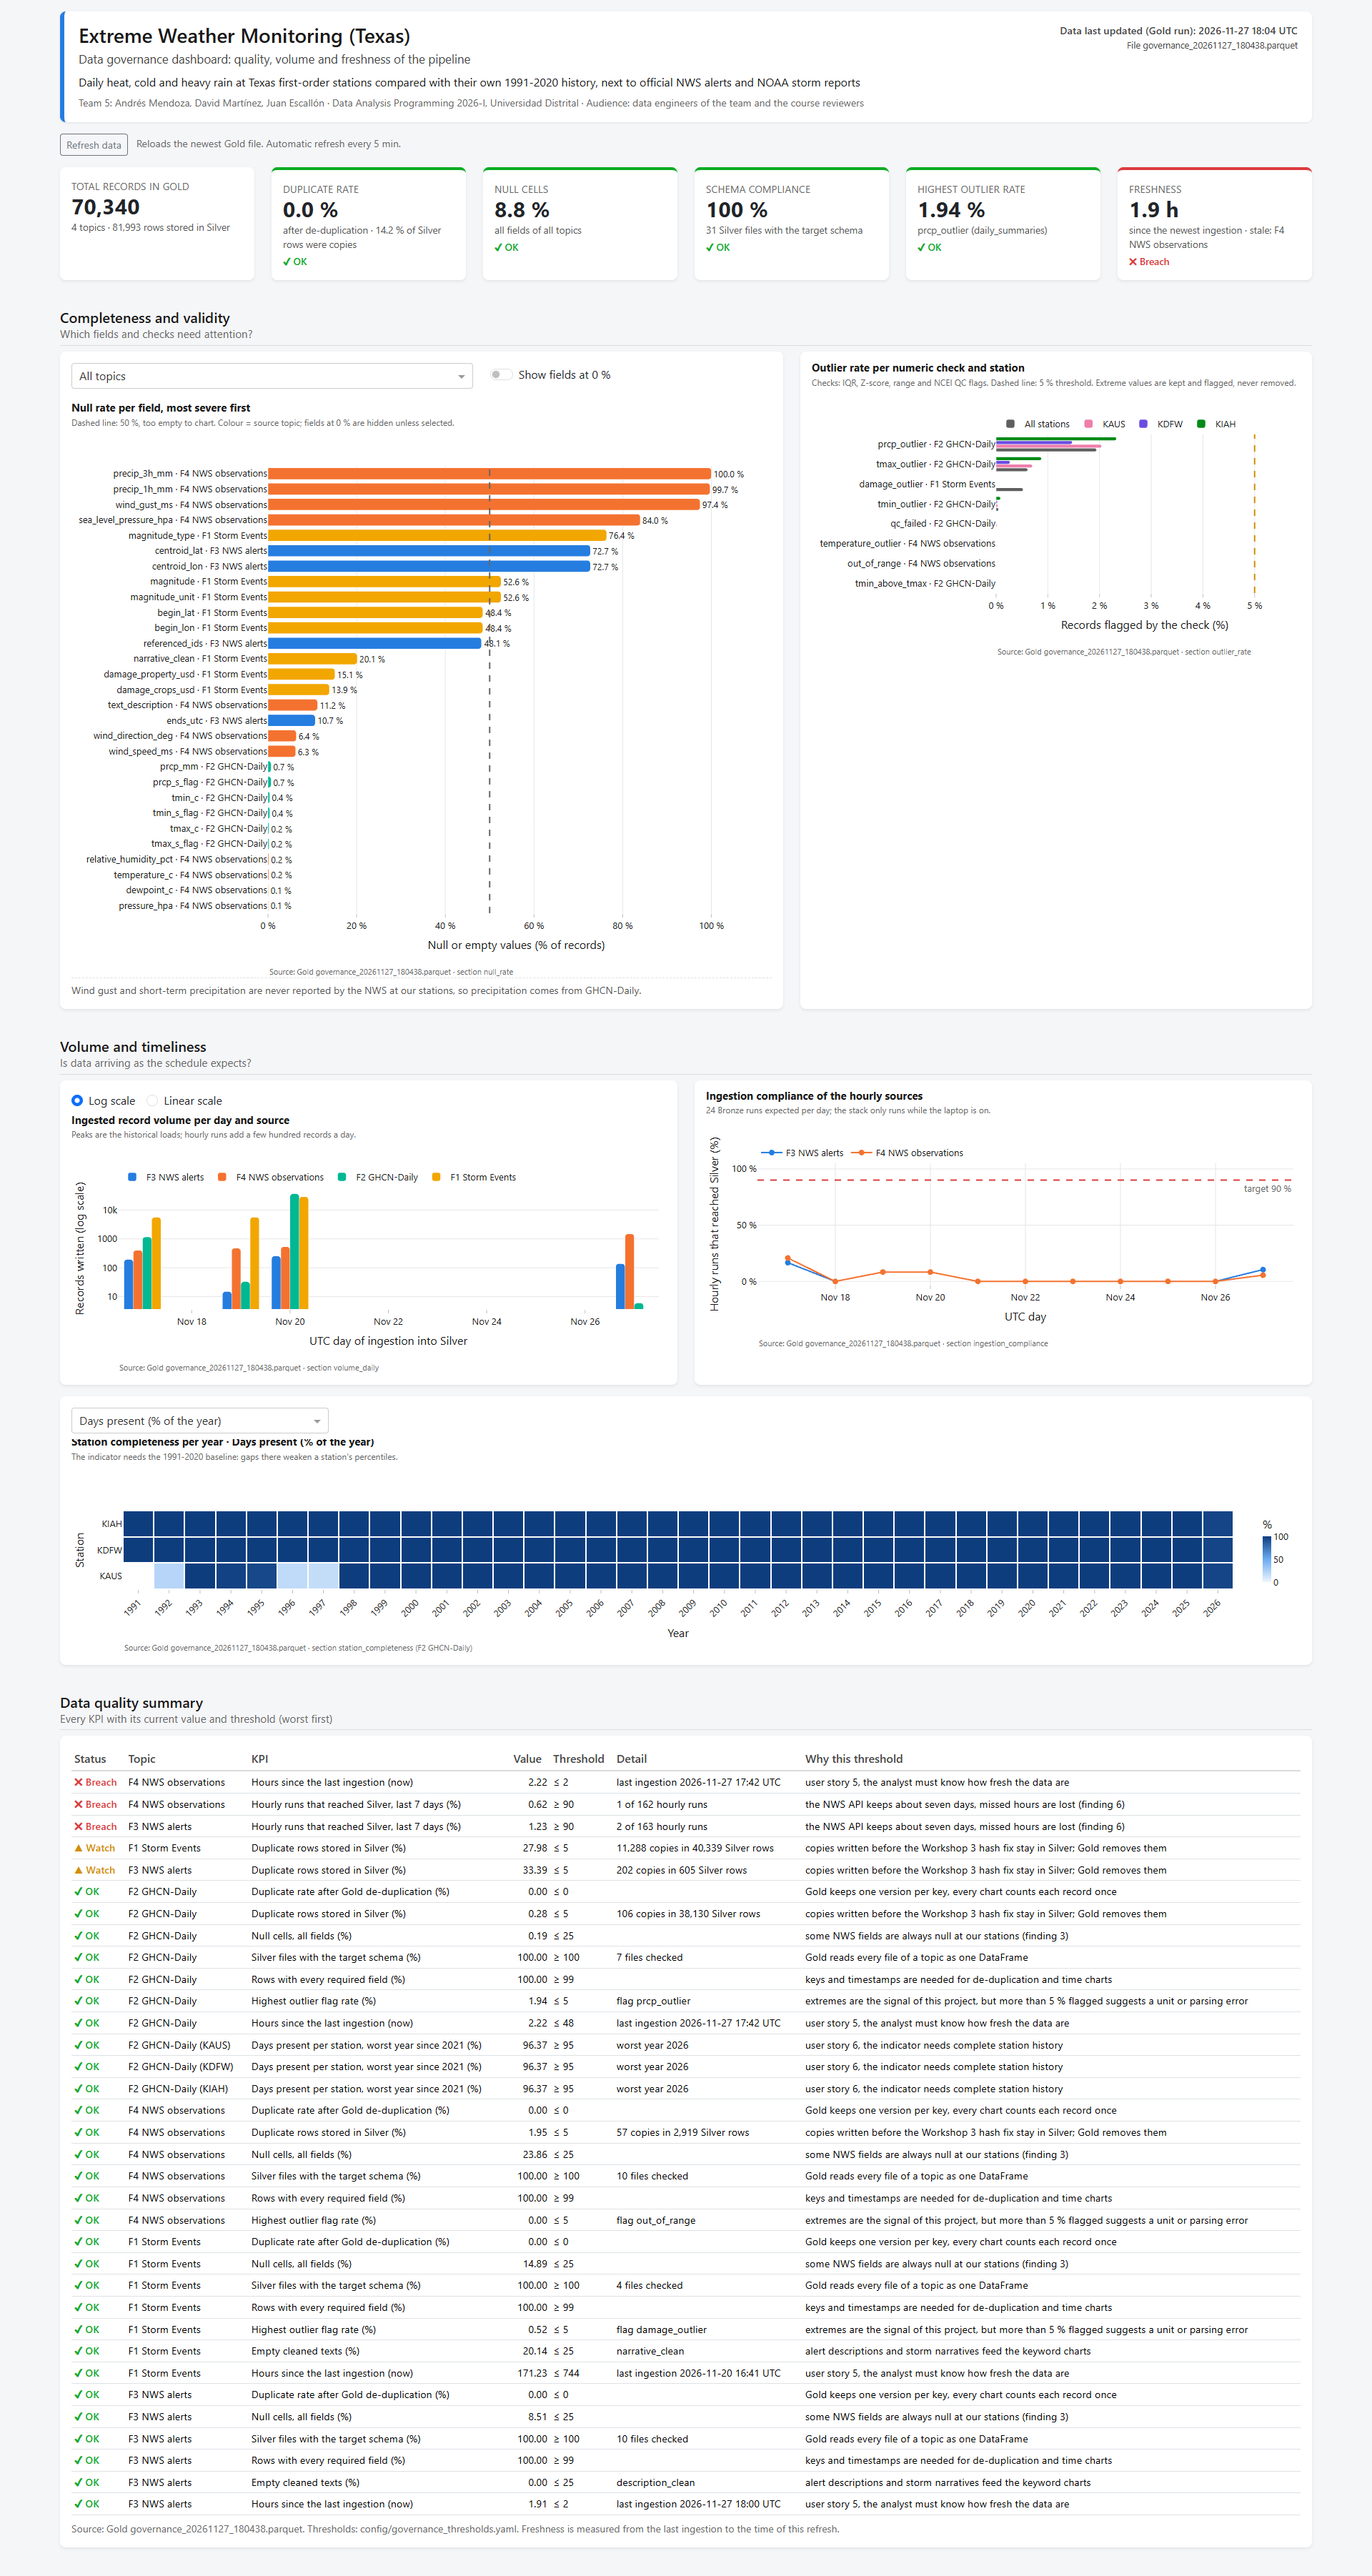 Extreme Weather Monitoring (Texas)
Data governance dashboard: quality, volume and freshness of the pipeline
Daily heat, cold and heavy rain at Texas first-order stations compared with their own 1991-2020 history, next to official NWS alerts and NOAA storm reports
Team 5: Andrés Mendoza, David Martínez, Juan Escallón · Data Analysis Programming 2026-I, Universidad Distrital · Audience: data engineers of the team and the course reviewers
Data last updated (Gold run): 2026-11-27 18:04 UTC
File governance_20261127_180438.parquet
Refresh data
Reloads the newest Gold file. Automatic refresh every 5 min.
TOTAL RECORDS IN GOLD
70,340
4 topics · 81,993 rows stored in Silver
DUPLICATE RATE
0.0 %
after de-duplication · 14.2 % of Silver
rows were copies
✔ OK
NULL CELLS
8.8 %
all fields of all topics
✔ OK
SCHEMA COMPLIANCE
100 %
31 Silver files with the target schema
✔ OK
HIGHEST OUTLIER RATE
1.94 %
prcp_outlier (daily_summaries)
✔ OK
FRESHNESS
1.9 h
since the newest ingestion · stale: F4
NWS observations
✖ Breach
Completeness and validity
Which fields and checks need attention?
All topics
Show fields at 0 %
Null rate per field, most severe first
Dashed line: 50 %, too empty to chart. Colour = source topic; fields at 0 % are hidden unless selected.
precip_3h_mm · F4 NWS observations 100.0 %
precip_1h_mm · F4 NWS observations 99.7 %
wind_gust_ms · F4 NWS observations 97.4 %
sea_level_pressure_hpa · F4 NWS observations 84.0 %
magnitude_type · F1 Storm Events 76.4 %
centroid_lat · F3 NWS alerts 72.7 %
centroid_lon · F3 NWS alerts 72.7 %
magnitude · F1 Storm Events 52.6 %
magnitude_unit · F1 Storm Events 52.6 %
begin_lat · F1 Storm Events 48.4 %
begin_lon · F1 Storm Events 48.4 %
referenced_ids · F3 NWS alerts 48.1 %
narrative_clean · F1 Storm Events 20.1 %
damage_property_usd · F1 Storm Events 15.1 %
damage_crops_usd · F1 Storm Events 13.9 %
text_description · F4 NWS observations 11.2 %
ends_utc · F3 NWS alerts 10.7 %
wind_direction_deg · F4 NWS observations 6.4 %
wind_speed_ms · F4 NWS observations 6.3 %
prcp_mm · F2 GHCN-Daily 0.7 %
prcp_s_flag · F2 GHCN-Daily 0.7 %
tmin_c · F2 GHCN-Daily 0.4 %
tmin_s_flag · F2 GHCN-Daily 0.4 %
tmax_c · F2 GHCN-Daily 0.2 %
tmax_s_flag · F2 GHCN-Daily 0.2 %
relative_humidity_pct · F4 NWS observations 0.2 %
temperature_c · F4 NWS observations 0.2 %
dewpoint_c · F4 NWS observations 0.1 %
pressure_hpa · F4 NWS observations 0.1 %
0 % 20 % 40 % 60 % 80 % 100 %
Null or empty values (% of records)
Source: Gold governance_20261127_180438.parquet · section null_rate
Wind gust and short-term precipitation are never reported by the NWS at our stations, so precipitation comes from GHCN-Daily.
Outlier rate per numeric check and station
Checks: IQR, Z-score, range and NCEI QC flags. Dashed line: 5 % threshold. Extreme values are kept and flagged, never removed.
All stations KAUS KDFW KIAH
prcp_outlier · F2 GHCN-Daily
tmax_outlier · F2 GHCN-Daily
damage_outlier · F1 Storm Events
tmin_outlier · F2 GHCN-Daily
qc_failed · F2 GHCN-Daily
temperature_outlier · F4 NWS observations
out_of_range · F4 NWS observations
tmin_above_tmax · F2 GHCN-Daily
0 % 1 % 2 % 3 % 4 % 5 %
Records flagged by the check (%)
Source: Gold governance_20261127_180438.parquet · section outlier_rate
Volume and timeliness
Is data arriving as the schedule expects?
Log scale Linear scale
Ingested record volume per day and source
Peaks are the historical loads; hourly runs add a few hundred records a day.
F3 NWS alerts F4 NWS observations F2 GHCN-Daily F1 Storm Events
Records written (log scale)
10k
1000
100
10
Nov 18 Nov 20 Nov 22 Nov 24 Nov 26
UTC day of ingestion into Silver
Source: Gold governance_20261127_180438.parquet · section volume_daily
Ingestion compliance of the hourly sources
24 Bronze runs expected per day; the stack only runs while the laptop is on.
F3 NWS alerts F4 NWS observations
Hourly runs that reached Silver (%)
100 %
target 90 %
50 %
0 %
Nov 18 Nov 20 Nov 22 Nov 24 Nov 26
UTC day
Source: Gold governance_20261127_180438.parquet · section ingestion_compliance
Days present (% of the year)
Station completeness per year · Days present (% of the year)
The indicator needs the 1991-2020 baseline: gaps there weaken a station's percentiles.
Station
KIAH
KDFW
KAUS
%
100
50
0
1991 1992 1993 1994 1995 1996 1997 1998 1999 2000 2001 2002 2003 2004 2005 2006 2007 2008 2009 2010 2011 2012 2013 2014 2015 2016 2017 2018 2019 2020 2021 2022 2023 2024 2025 2026
Year
Source: Gold governance_20261127_180438.parquet · section station_completeness (F2 GHCN-Daily)
Data quality summary
Every KPI with its current value and threshold (worst first)
Status Topic KPI Value Threshold Detail Why this threshold
✖ Breach F4 NWS observations Hours since the last ingestion (now) 2.22 ≤ 2 last ingestion 2026-11-27 17:42 UTC user story 5, the analyst must know how fresh the data are
✖ Breach F4 NWS observations Hourly runs that reached Silver, last 7 days (%) 0.62 ≥ 90 1 of 162 hourly runs the NWS API keeps about seven days, missed hours are lost (finding 6)
✖ Breach F3 NWS alerts Hourly runs that reached Silver, last 7 days (%) 1.23 ≥ 90 2 of 163 hourly runs the NWS API keeps about seven days, missed hours are lost (finding 6)
▲ Watch F1 Storm Events Duplicate rows stored in Silver (%) 27.98 ≤ 5 11,288 copies in 40,339 Silver rows copies written before the Workshop 3 hash fix stay in Silver; Gold removes them
▲ Watch F3 NWS alerts Duplicate rows stored in Silver (%) 33.39 ≤ 5 202 copies in 605 Silver rows copies written before the Workshop 3 hash fix stay in Silver; Gold removes them
✔ OK F2 GHCN-Daily Duplicate rate after Gold de-duplication (%) 0.00 ≤ 0 Gold keeps one version per key, every chart counts each record once
✔ OK F2 GHCN-Daily Duplicate rows stored in Silver (%) 0.28 ≤ 5 106 copies in 38,130 Silver rows copies written before the Workshop 3 hash fix stay in Silver; Gold removes them
✔ OK F2 GHCN-Daily Null cells, all fields (%) 0.19 ≤ 25 some NWS fields are always null at our stations (finding 3)
✔ OK F2 GHCN-Daily Silver files with the target schema (%) 100.00 ≥ 100 7 files checked Gold reads every file of a topic as one DataFrame
✔ OK F2 GHCN-Daily Rows with every required field (%) 100.00 ≥ 99 keys and timestamps are needed for de-duplication and time charts
✔ OK F2 GHCN-Daily Highest outlier flag rate (%) 1.94 ≤ 5 flag prcp_outlier extremes are the signal of this project, but more than 5 % flagged suggests a unit or parsing error
✔ OK F2 GHCN-Daily Hours since the last ingestion (now) 2.22 ≤ 48 last ingestion 2026-11-27 17:42 UTC user story 5, the analyst must know how fresh the data are
✔ OK F2 GHCN-Daily (KAUS) Days present per station, worst year since 2021 (%) 96.37 ≥ 95 worst year 2026 user story 6, the indicator needs complete station history
✔ OK F2 GHCN-Daily (KDFW) Days present per station, worst year since 2021 (%) 96.37 ≥ 95 worst year 2026 user story 6, the indicator needs complete station history
✔ OK F2 GHCN-Daily (KIAH) Days present per station, worst year since 2021 (%) 96.37 ≥ 95 worst year 2026 user story 6, the indicator needs complete station history
✔ OK F4 NWS observations Duplicate rate after Gold de-duplication (%) 0.00 ≤ 0 Gold keeps one version per key, every chart counts each record once
✔ OK F4 NWS observations Duplicate rows stored in Silver (%) 1.95 ≤ 5 57 copies in 2,919 Silver rows copies written before the Workshop 3 hash fix stay in Silver; Gold removes them
✔ OK F4 NWS observations Null cells, all fields (%) 23.86 ≤ 25 some NWS fields are always null at our stations (finding 3)
✔ OK F4 NWS observations Silver files with the target schema (%) 100.00 ≥ 100 10 files checked Gold reads every file of a topic as one DataFrame
✔ OK F4 NWS observations Rows with every required field (%) 100.00 ≥ 99 keys and timestamps are needed for de-duplication and time charts
✔ OK F4 NWS observations Highest outlier flag rate (%) 0.00 ≤ 5 flag out_of_range extremes are the signal of this project, but more than 5 % flagged suggests a unit or parsing error
✔ OK F1 Storm Events Duplicate rate after Gold de-duplication (%) 0.00 ≤ 0 Gold keeps one version per key, every chart counts each record once
✔ OK F1 Storm Events Null cells, all fields (%) 14.89 ≤ 25 some NWS fields are always null at our stations (finding 3)
✔ OK F1 Storm Events Silver files with the target schema (%) 100.00 ≥ 100 4 files checked Gold reads every file of a topic as one DataFrame
✔ OK F1 Storm Events Rows with every required field (%) 100.00 ≥ 99 keys and timestamps are needed for de-duplication and time charts
✔ OK F1 Storm Events Highest outlier flag rate (%) 0.52 ≤ 5 flag damage_outlier extremes are the signal of this project, but more than 5 % flagged suggests a unit or parsing error
✔ OK F1 Storm Events Empty cleaned texts (%) 20.14 ≤ 25 narrative_clean alert descriptions and storm narratives feed the keyword charts
✔ OK F1 Storm Events Hours since the last ingestion (now) 171.23 ≤ 744 last ingestion 2026-11-20 16:41 UTC user story 5, the analyst must know how fresh the data are
✔ OK F3 NWS alerts Duplicate rate after Gold de-duplication (%) 0.00 ≤ 0 Gold keeps one version per key, every chart counts each record once
✔ OK F3 NWS alerts Null cells, all fields (%) 8.51 ≤ 25 some NWS fields are always null at our stations (finding 3)
✔ OK F3 NWS alerts Silver files with the target schema (%) 100.00 ≥ 100 10 files checked Gold reads every file of a topic as one DataFrame
✔ OK F3 NWS alerts Rows with every required field (%) 100.00 ≥ 99 keys and timestamps are needed for de-duplication and time charts
✔ OK F3 NWS alerts Empty cleaned texts (%) 0.00 ≤ 25 description_clean alert descriptions and storm narratives feed the keyword charts
✔ OK F3 NWS alerts Hours since the last ingestion (now) 1.91 ≤ 2 last ingestion 2026-11-27 18:00 UTC user story 5, the analyst must know how fresh the data are
Source: Gold governance_20261127_180438.parquet. Thresholds: config/governance_thresholds.yaml. Freshness is measured from the last ingestion to the time of this refresh.